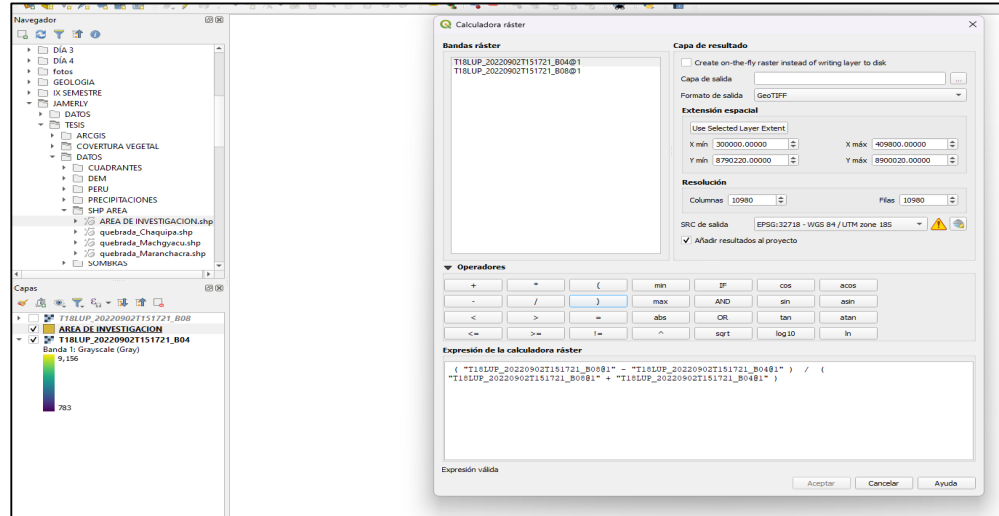 Navegador
DÍA 3
DÍA 4
fotos
GEOLOGIA
IX SEMESTRE
JAMERLY
DATOS
TESIS
ARCGIS
COVERTURA VEGETAL
DATOS
CUADRANTES
DEM
PERU
PRECIPITACIONES
SHP AREA
AREA DE INVESTIGACION.shp
quebrada_Chaquipa.shp
quebrada_Machgyacu.shp
quebrada_Maranchacra.shp
SOMBRAS
Capas
T18LUP_20220902T151721_B08
AREA DE INVESTIGACION
T18LUP_20220902T151721_B04
Banda 1: Grayscale (Gray)
9,156
783
Calculadora ráster
Bandas ráster
T18LUP_20220902T151721_B04@1
T18LUP_20220902T151721_B08@1
Capa de resultado
Create on-the-fly raster instead of writing layer to disk
Capa de salida ...
Formato de salida GeoTIFF
Extensión espacial
Use Selected Layer Extent
X mín 300000.00000 X máx 409800.00000
Y mín 8790220.00000 Y máx 8900020.00000
Resolución
Columnas 10980 Filas 10980
SRC de salida EPSG:32718 - WGS 84 / UTM zone 18S
Añadir resultados al proyecto
Operadores
+ * ( min IF cos acos
- / ) max AND sin asin
< > = abs OR tan atan
<= >= != ^ sqrt log10 ln
Expresión de la calculadora ráster
( "T18LUP_20220902T151721_B08@1" - "T18LUP_20220902T151721_B04@1" ) / (
"T18LUP_20220902T151721_B08@1" + "T18LUP_20220902T151721_B04@1" )
Expresión válida
Aceptar Cancelar Ayuda